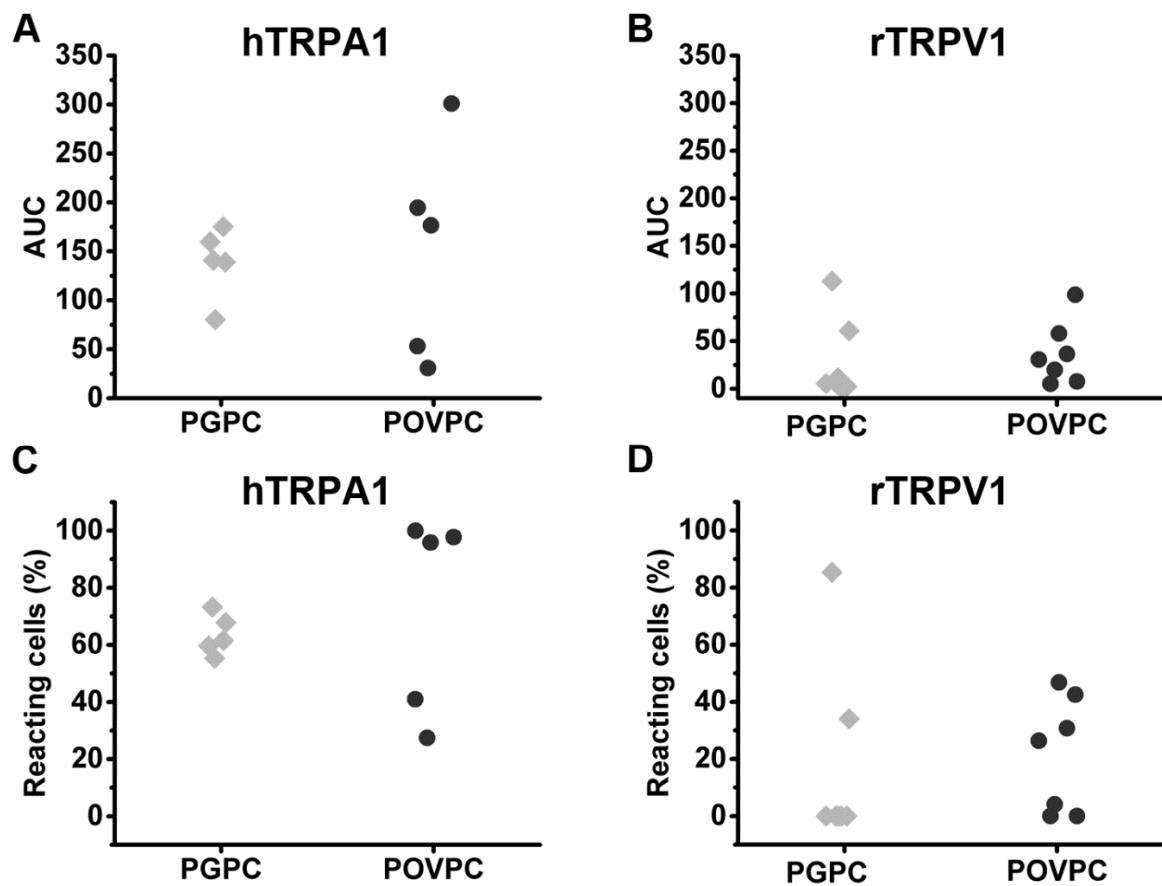 A
hTRPA1
350
300
250
200
150
100
50
0
AUC
PGPC
POVPC
B
rTRPV1
350
300
250
200
150
100
50
0
AUC
PGPC
POVPC
C
hTRPA1
100
80
60
40
20
0
Reacting cells (%)
PGPC
POVPC
D
rTRPV1
100
80
60
40
20
0
Reacting cells (%)
PGPC
POVPC